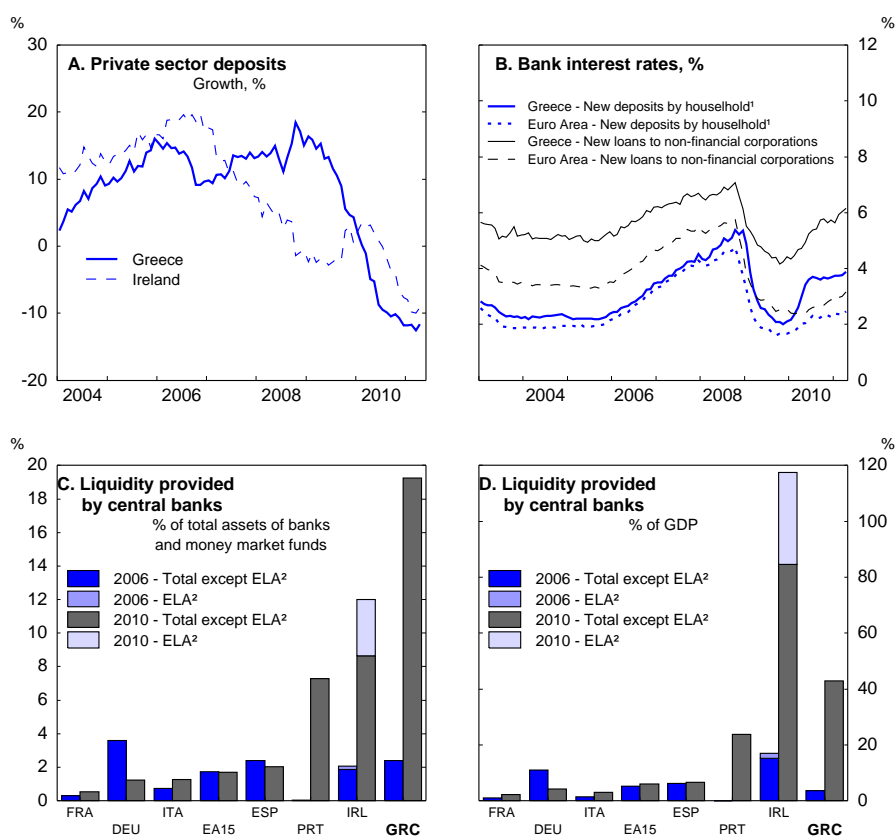 %
30
20
10
0
-10
-20
A. Private sector deposits
Growth, %
Greece
Ireland
2004
2006
2008
2010
%
12
10
8
6
4
2
0
B. Bank interest rates, %
Greece - New deposits by househehold¹
Euro Area - New deposits by househehold¹
Greece - New loans to non-financial corporations
Euro Area - New loans to non-financial corporations
2004
2006
2008
2010
%
20
18
16
14
12
10
8
6
4
2
0
C. Liquidity provided
by central banks
% of total assets of banks
and money market funds
2006 - Total except ELA²
2006 - ELA²
2010 - Total except ELA²
2010 - ELA²
FRA
DEU
ITA
EA15
ESP
PRT
IRL
GRC
%
120
100
80
60
40
20
0
D. Liquidity provided
by central banks
% of GDP
2006 - Total except ELA²
2006 - ELA²
2010 - Total except ELA²
2010 - ELA²
FRA
DEU
ITA
EA15
ESP
PRT
IRL
GRC